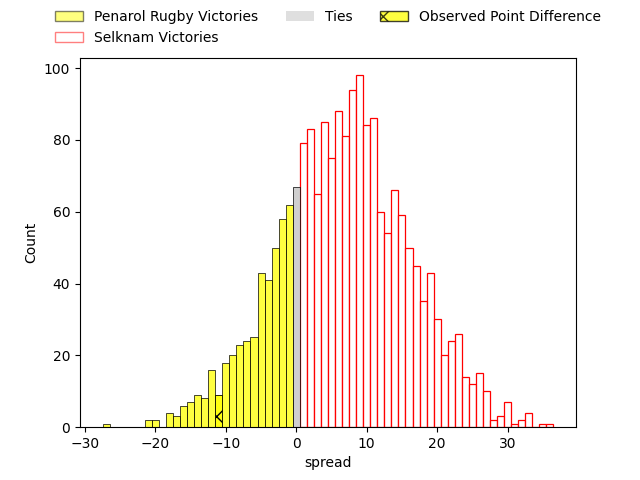 Penarol Rugby Victories
Selknam Victories
Ties
Observed Point Difference
100
80
60
40
20
0
Count
−30 −20 −10 0 10 20 30
spread